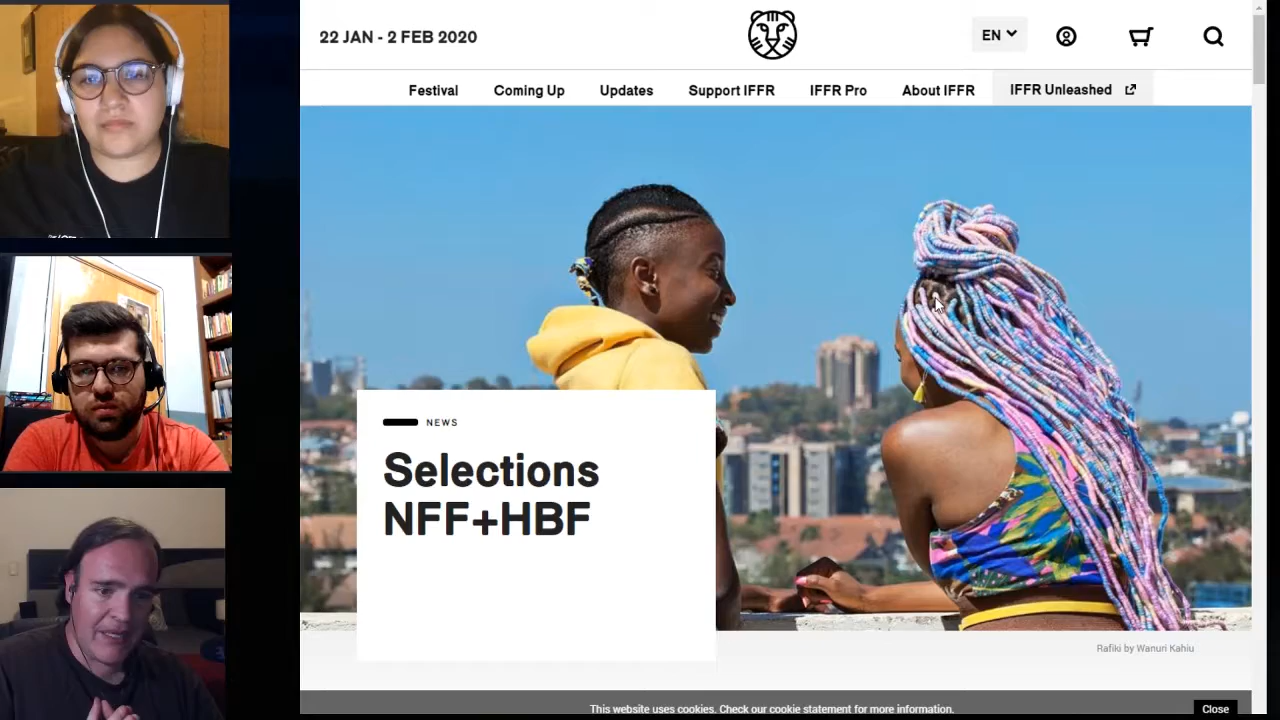 22 JAN - 2 FEB 2020
EN
Festival Coming Up Updates Support IFFR IFFR Pro About IFFR IFFR Unleashed
NEWS
Selections
NFF+HBF
Rafiki by Wanuri Kahiu
This website uses cookies. Check our cookie statement for more information. Close